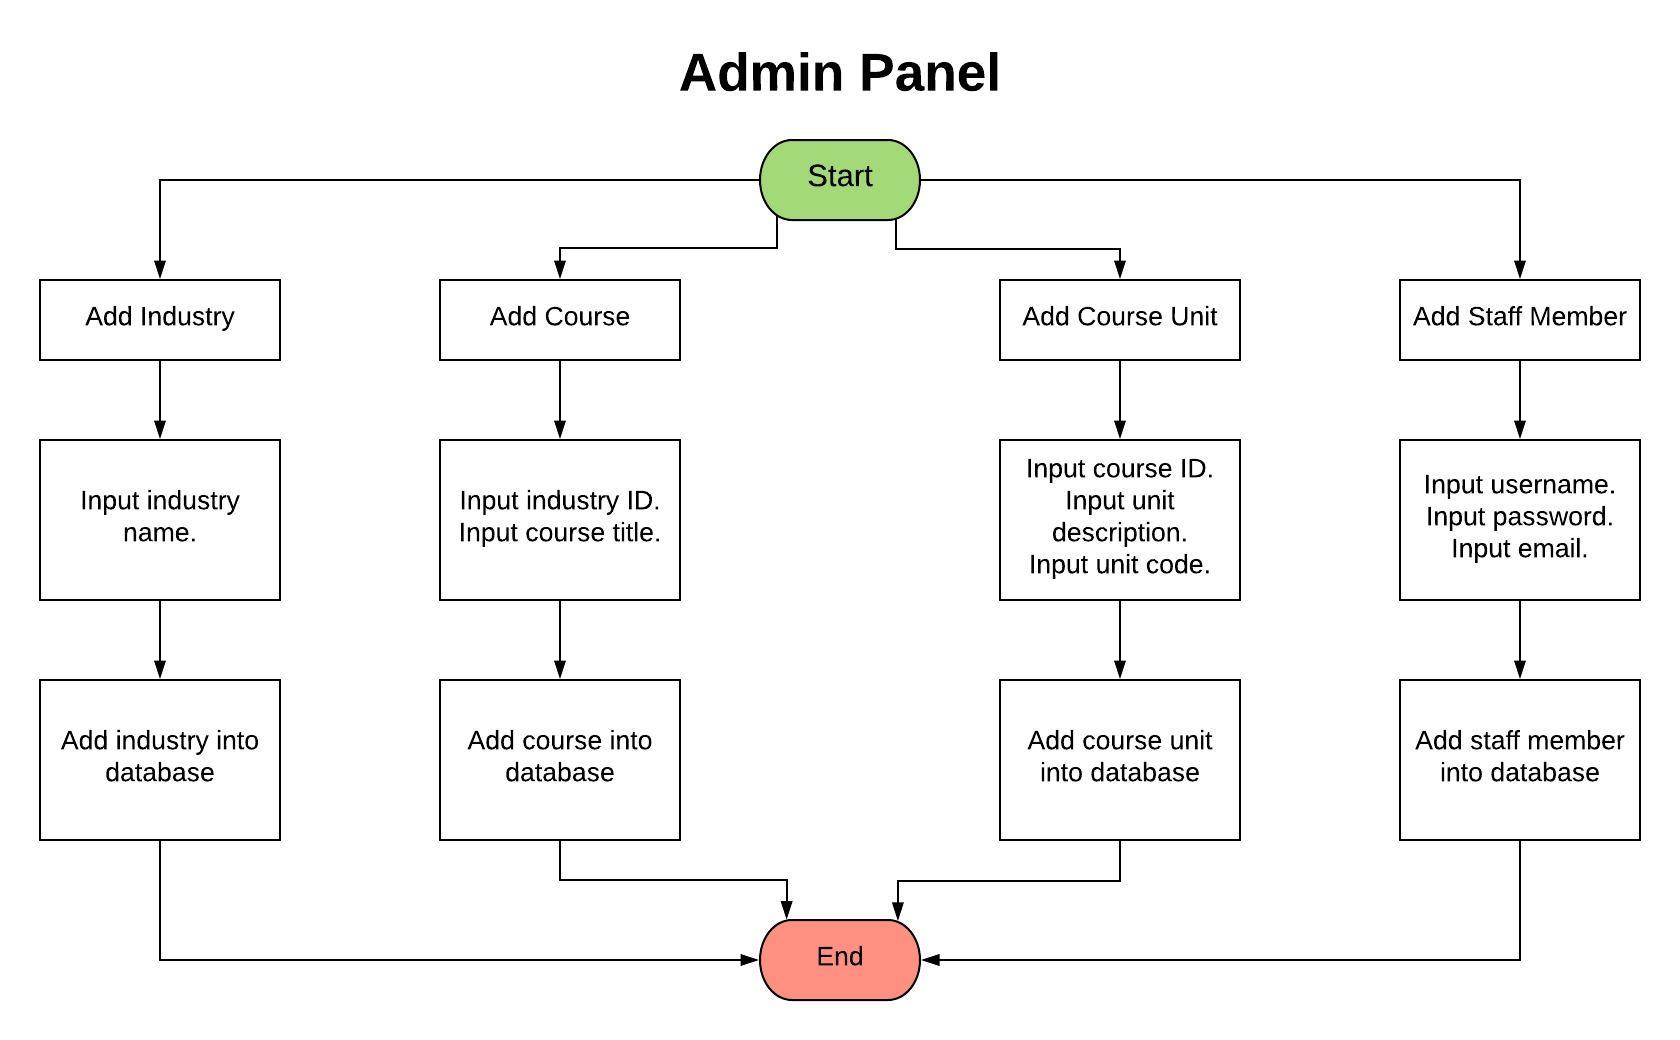 Admin Panel
Start
Add Industry
Add Course
Add Course Unit
Add Staff Member
Input industry
name.
Input industry ID.
Input course title.
Input course ID.
Input unit
description.
Input unit code.
Input username.
Input password.
Input email.
Add industry into
database
Add course into
database
Add course unit
into database
Add staff member
into database
End